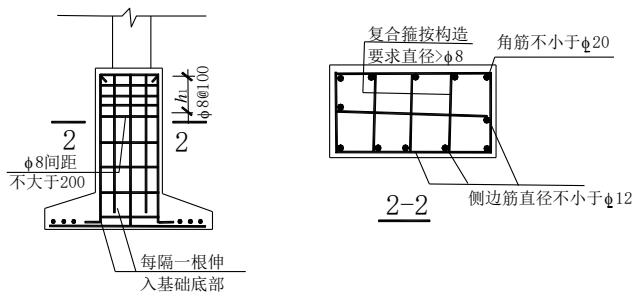 h₁
ϕ8@100
2
2
ϕ8间距
不大于200
每隔一根伸
入基础底部
复合箍按构造
要求直径>ϕ8
角筋不小于ϕ20
侧边筋直径不小于ϕ12
2-2